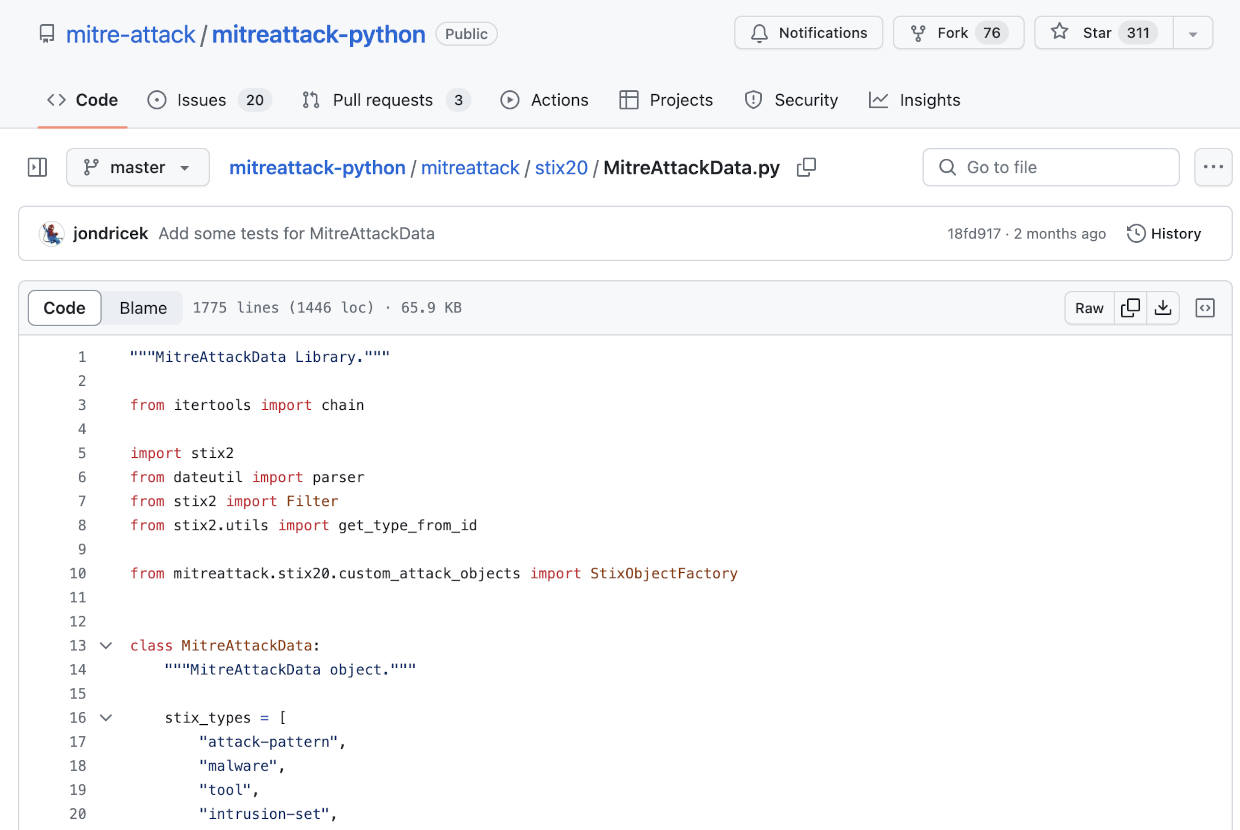 mitre-attack / mitreattack-python Public
Notifications Fork 76 Star 311
Code Issues 20 Pull requests 3 Actions Projects Security Insights
master mitreattack-python / mitreattack / stix20 / MitreAttackData.py Go to file
jondricek Add some tests for MitreAttackData 18fd917 · 2 months ago History
Code Blame 1775 lines (1446 loc) · 65.9 KB Raw
1 """MitreAttackData Library."""
2
3 from itertools import chain
4
5 import stix2
6 from dateutil import parser
7 from stix2 import Filter
8 from stix2.utils import get_type_from_id
9
10 from mitreattack.stix20.custom_attack_objects import StixObjectFactory
11
12
13 class MitreAttackData:
14     """MitreAttackData object."""
15
16     stix_types = [
17         "attack-pattern",
18         "malware",
19         "tool",
20         "intrusion-set",